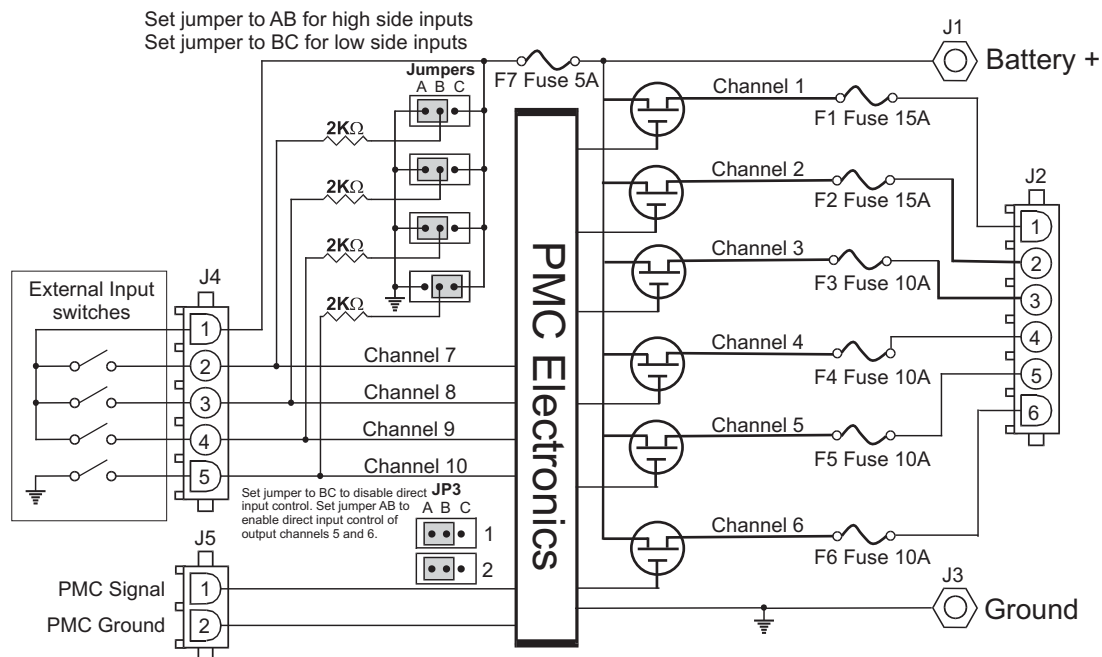 Set jumper to AB for high side inputs
Set jumper to BC for low side inputs
Jumpers
A B C
F7 Fuse 5A
J1
Battery +
Channel 1
F1 Fuse 15A
2KΩ
Channel 2
F2 Fuse 15A
J2
2KΩ
Channel 3
F3 Fuse 10A
2KΩ
1
2
3
4
5
6
External Input
switches
J4
2KΩ
1
2
3
4
5
Channel 7
Channel 8
Channel 9
Channel 10
PMC Electronics
Channel 4
F4 Fuse 10A
Channel 5
F5 Fuse 10A
Set jumper to BC to disable direct
input control. Set jumper AB to
enable direct input control of
output channels 5 and 6.
JP3
A B C
1
2
Channel 6
F6 Fuse 10A
J5
PMC Signal
1
PMC Ground
2
J3
Ground